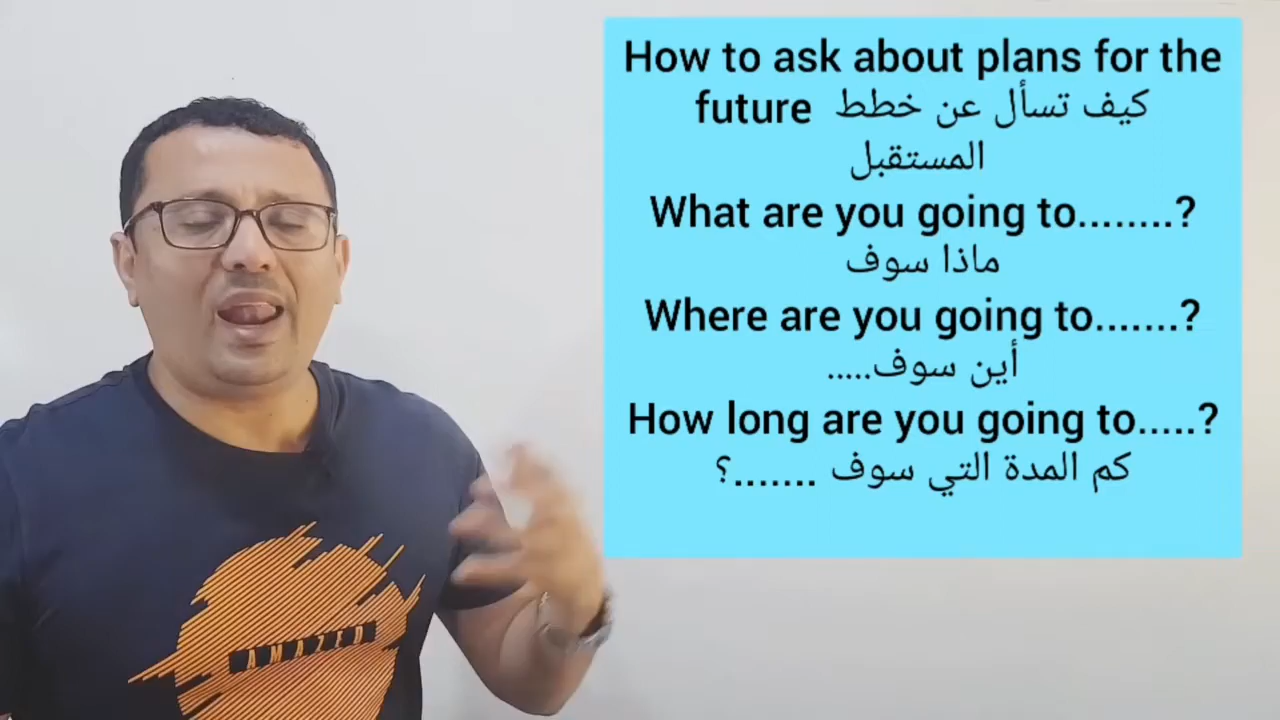 How to ask about plans for the
future كيف تسأل عن خطط
المستقبل
What are you going to........?
ماذا سوف
Where are you going to.......?
أين سوف.....
How long are you going to.....?
كم المدة التي سوف .......؟
AMAZED